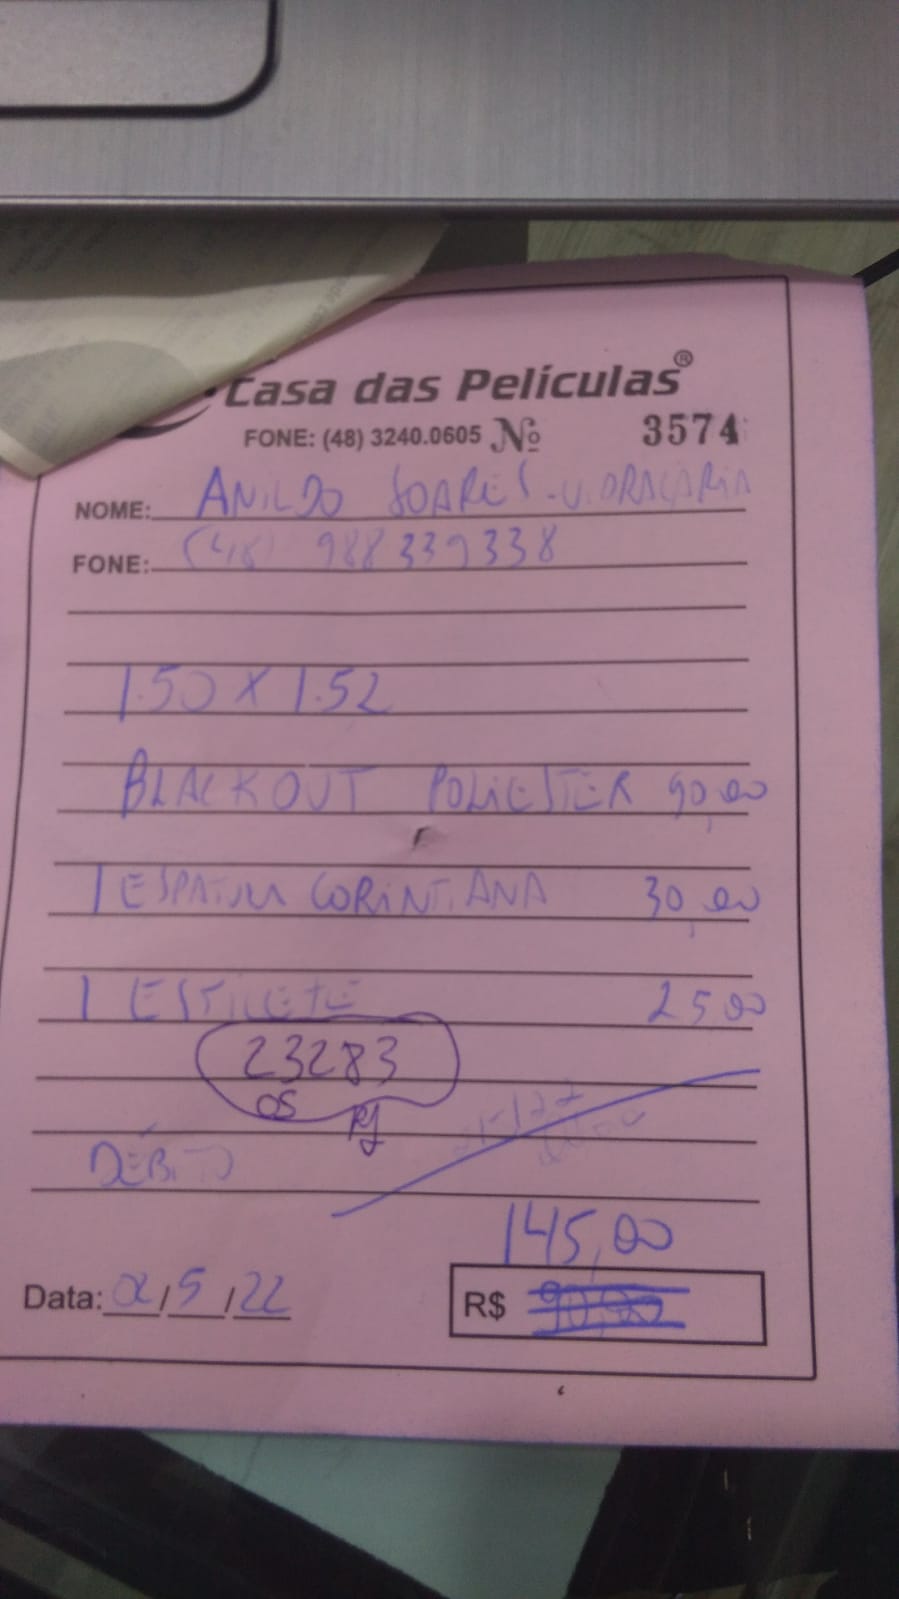 Casa das Películas®
FONE: (48) 3240.0605 Nº 3574
NOME: ANILDO SOARES - VIDRAÇARIA
FONE: (48) 988339338
1.50 x 1.52
BLACKOUT POLIESTER 90,00
1 ESPATULA CORINTIANA 30,00
1 ESTILETE 25,00
23283
OS
DÉBITO
145,00
Data: 02/5/22 R$ 90,00